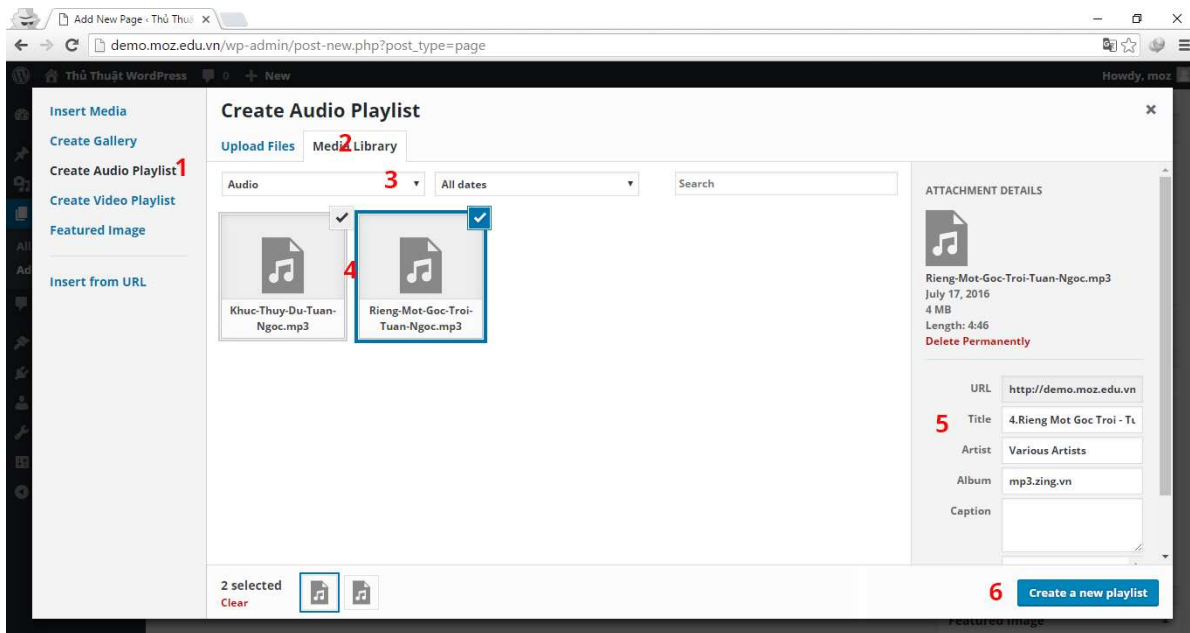 Add New Page ‹ Thủ Thuậ
demo.moz.edu.vn/wp-admin/post-new.php?post_type=page
Thủ Thuật WordPress 0 + New Howdy, moz
Insert Media
Create Gallery
Create Audio Playlist 1
Create Video Playlist
Featured Image
Insert from URL
All
Ad
Create Audio Playlist
Upload Files Media Library 2
Audio 3 All dates Search
4
Khuc-Thuy-Du-Tuan-
Ngoc.mp3
Rieng-Mot-Goc-Troi-
Tuan-Ngoc.mp3
ATTACHMENT DETAILS
Rieng-Mot-Goc-Troi-Tuan-Ngoc.mp3
July 17, 2016
4 MB
Length: 4:46
Delete Permanently
URL http://demo.moz.edu.vn
5 Title 4.Rieng Mot Goc Troi - Tu
Artist Various Artists
Album mp3.zing.vn
Caption
2 selected
Clear
6 Create a new playlist
Featured Image